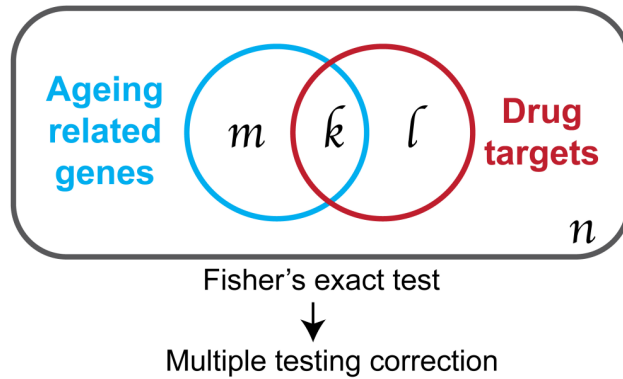 Ageing
related
genes
m
k
l
Drug
targets
n
Fisher's exact test
Multiple testing correction